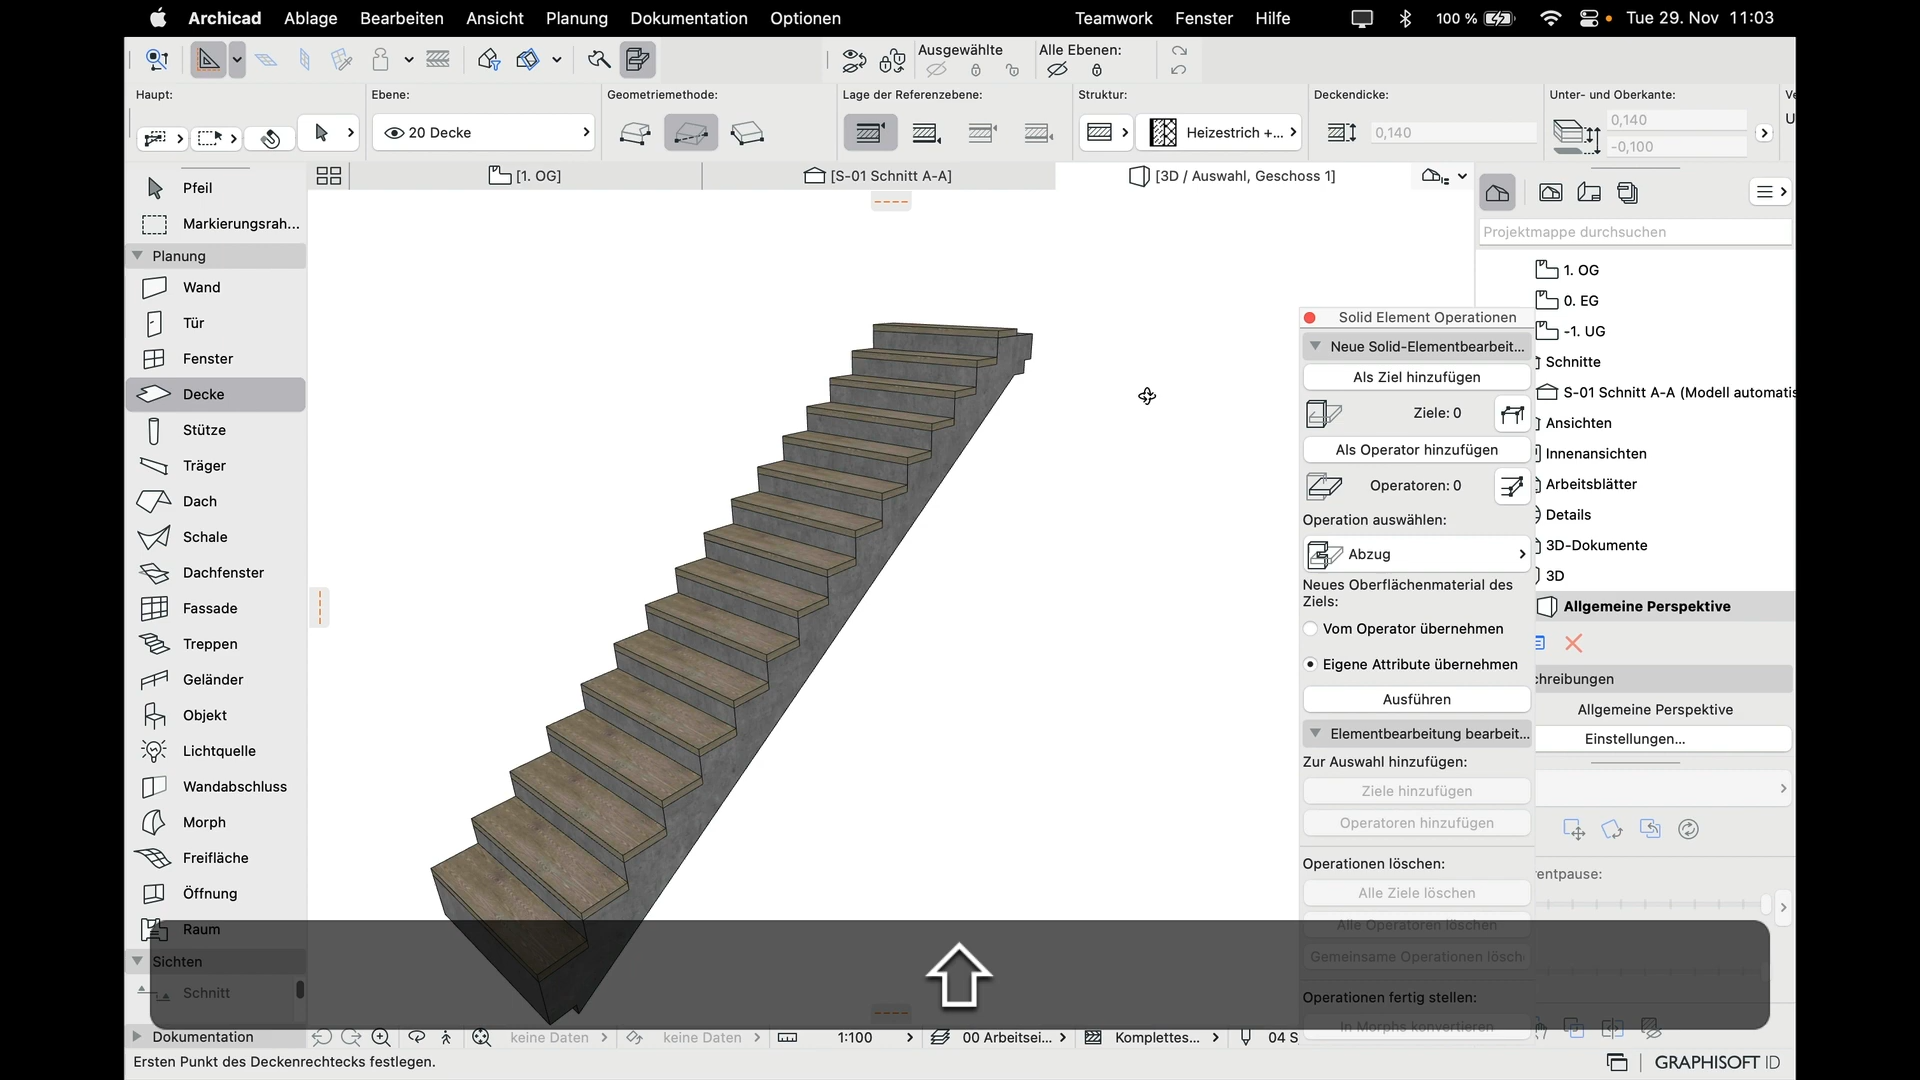 Archicad Ablage Bearbeiten Ansicht Planung Dokumentation Optionen Teamwork Fenster Hilfe 100 % Tue 29. Nov 11:03
Ausgewählte Alle Ebenen:
Haupt: Ebene: Geometriemethode: Lage der Referenzebene: Struktur: Deckendicke: Unter- und Oberkante:
20 Decke Heizestrich +... 0,140 0,140
-0,100
[1. OG] [S-01 Schnitt A-A] [3D / Auswahl, Geschoss 1]
Pfeil
Markierungsrah...
Planung
Wand
Tür
Fenster
Decke
Stütze
Träger
Dach
Schale
Dachfenster
Fassade
Treppen
Geländer
Objekt
Lichtquelle
Wandabschluss
Morph
Freifläche
Öffnung
Raum
Sichten
Schnitt
Dokumentation
Solid Element Operationen
Neue Solid-Elementbearbeit...
Als Ziel hinzufügen
Ziele: 0
Als Operator hinzufügen
Operatoren: 0
Operation auswählen:
Abzug
Neues Oberflächenmaterial des
Ziels:
Vom Operator übernehmen
Eigene Attribute übernehmen
Ausführen
Elementbearbeitung bearbeit...
Zur Auswahl hinzufügen:
Ziele hinzufügen
Operatoren hinzufügen
Operationen löschen:
Alle Ziele löschen
Alle Operatoren löschen
Gemeinsame Operationen lösch
Operationen fertig stellen:
In Morphs konvertieren
Projektmappe durchsuchen
1. OG
0. EG
-1. UG
Schnitte
S-01 Schnitt A-A (Modell automatis
Ansichten
Innenansichten
Arbeitsblätter
Details
3D-Dokumente
3D
Allgemeine Perspektive
chreibungen
Allgemeine Perspektive
Einstellungen...
entpause:
keine Daten keine Daten 1:100 00 Arbeitsei... Komplettes... 04 S
Ersten Punkt des Deckenrechtecks festlegen. GRAPHISOFT ID